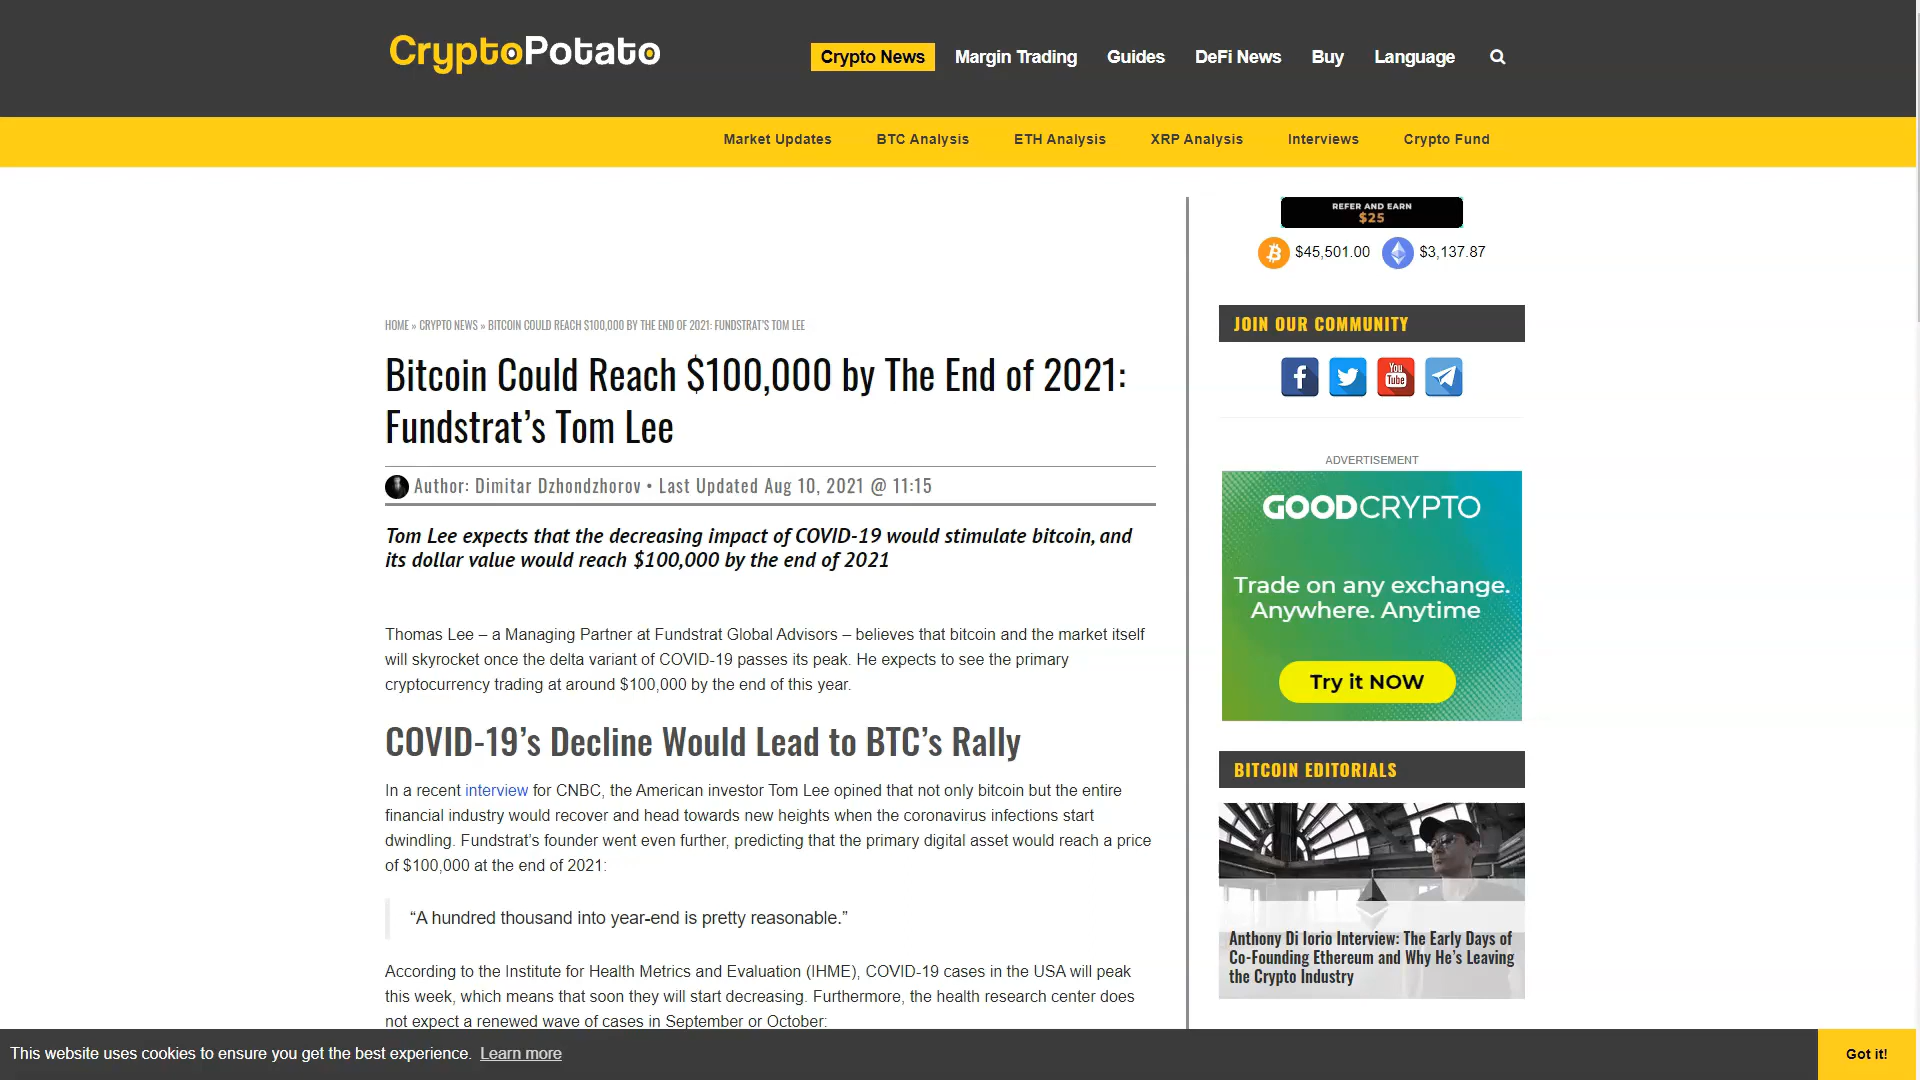 CryptoPotato
Crypto News
Margin Trading
Guides
DeFi News
Buy
Language
Market Updates
BTC Analysis
ETH Analysis
XRP Analysis
Interviews
Crypto Fund
HOME » CRYPTO NEWS » BITCOIN COULD REACH $100,000 BY THE END OF 2021: FUNDSTRAT'S TOM LEE
Bitcoin Could Reach $100,000 by The End of 2021:
Fundstrat’s Tom Lee
Author: Dimitar Dzhondzhorov • Last Updated Aug 10, 2021 @ 11:15
Tom Lee expects that the decreasing impact of COVID-19 would stimulate bitcoin, and
its dollar value would reach $100,000 by the end of 2021
Thomas Lee – a Managing Partner at Fundstrat Global Advisors – believes that bitcoin and the market itself
will skyrocket once the delta variant of COVID-19 passes its peak. He expects to see the primary
cryptocurrency trading at around $100,000 by the end of this year.
COVID-19’s Decline Would Lead to BTC’s Rally
In a recent interview for CNBC, the American investor Tom Lee opined that not only bitcoin but the entire
financial industry would recover and head towards new heights when the coronavirus infections start
dwindling. Fundstrat’s founder went even further, predicting that the primary digital asset would reach a price
of $100,000 at the end of 2021:
“A hundred thousand into year-end is pretty reasonable.”
According to the Institute for Health Metrics and Evaluation (IHME), COVID-19 cases in the USA will peak
this week, which means that soon they will start decreasing. Furthermore, the health research center does
not expect a renewed wave of cases in September or October:
REFER AND EARN
$25
$45,501.00
$3,137.87
JOIN OUR COMMUNITY
You
Tube
ADVERTISEMENT
GOODCRYPTO
Trade on any exchange.
Anywhere. Anytime
Try it NOW
BITCOIN EDITORIALS
Anthony Di Iorio Interview: The Early Days of
Co-Founding Ethereum and Why He’s Leaving
the Crypto Industry
This website uses cookies to ensure you get the best experience. Learn more
Got it!